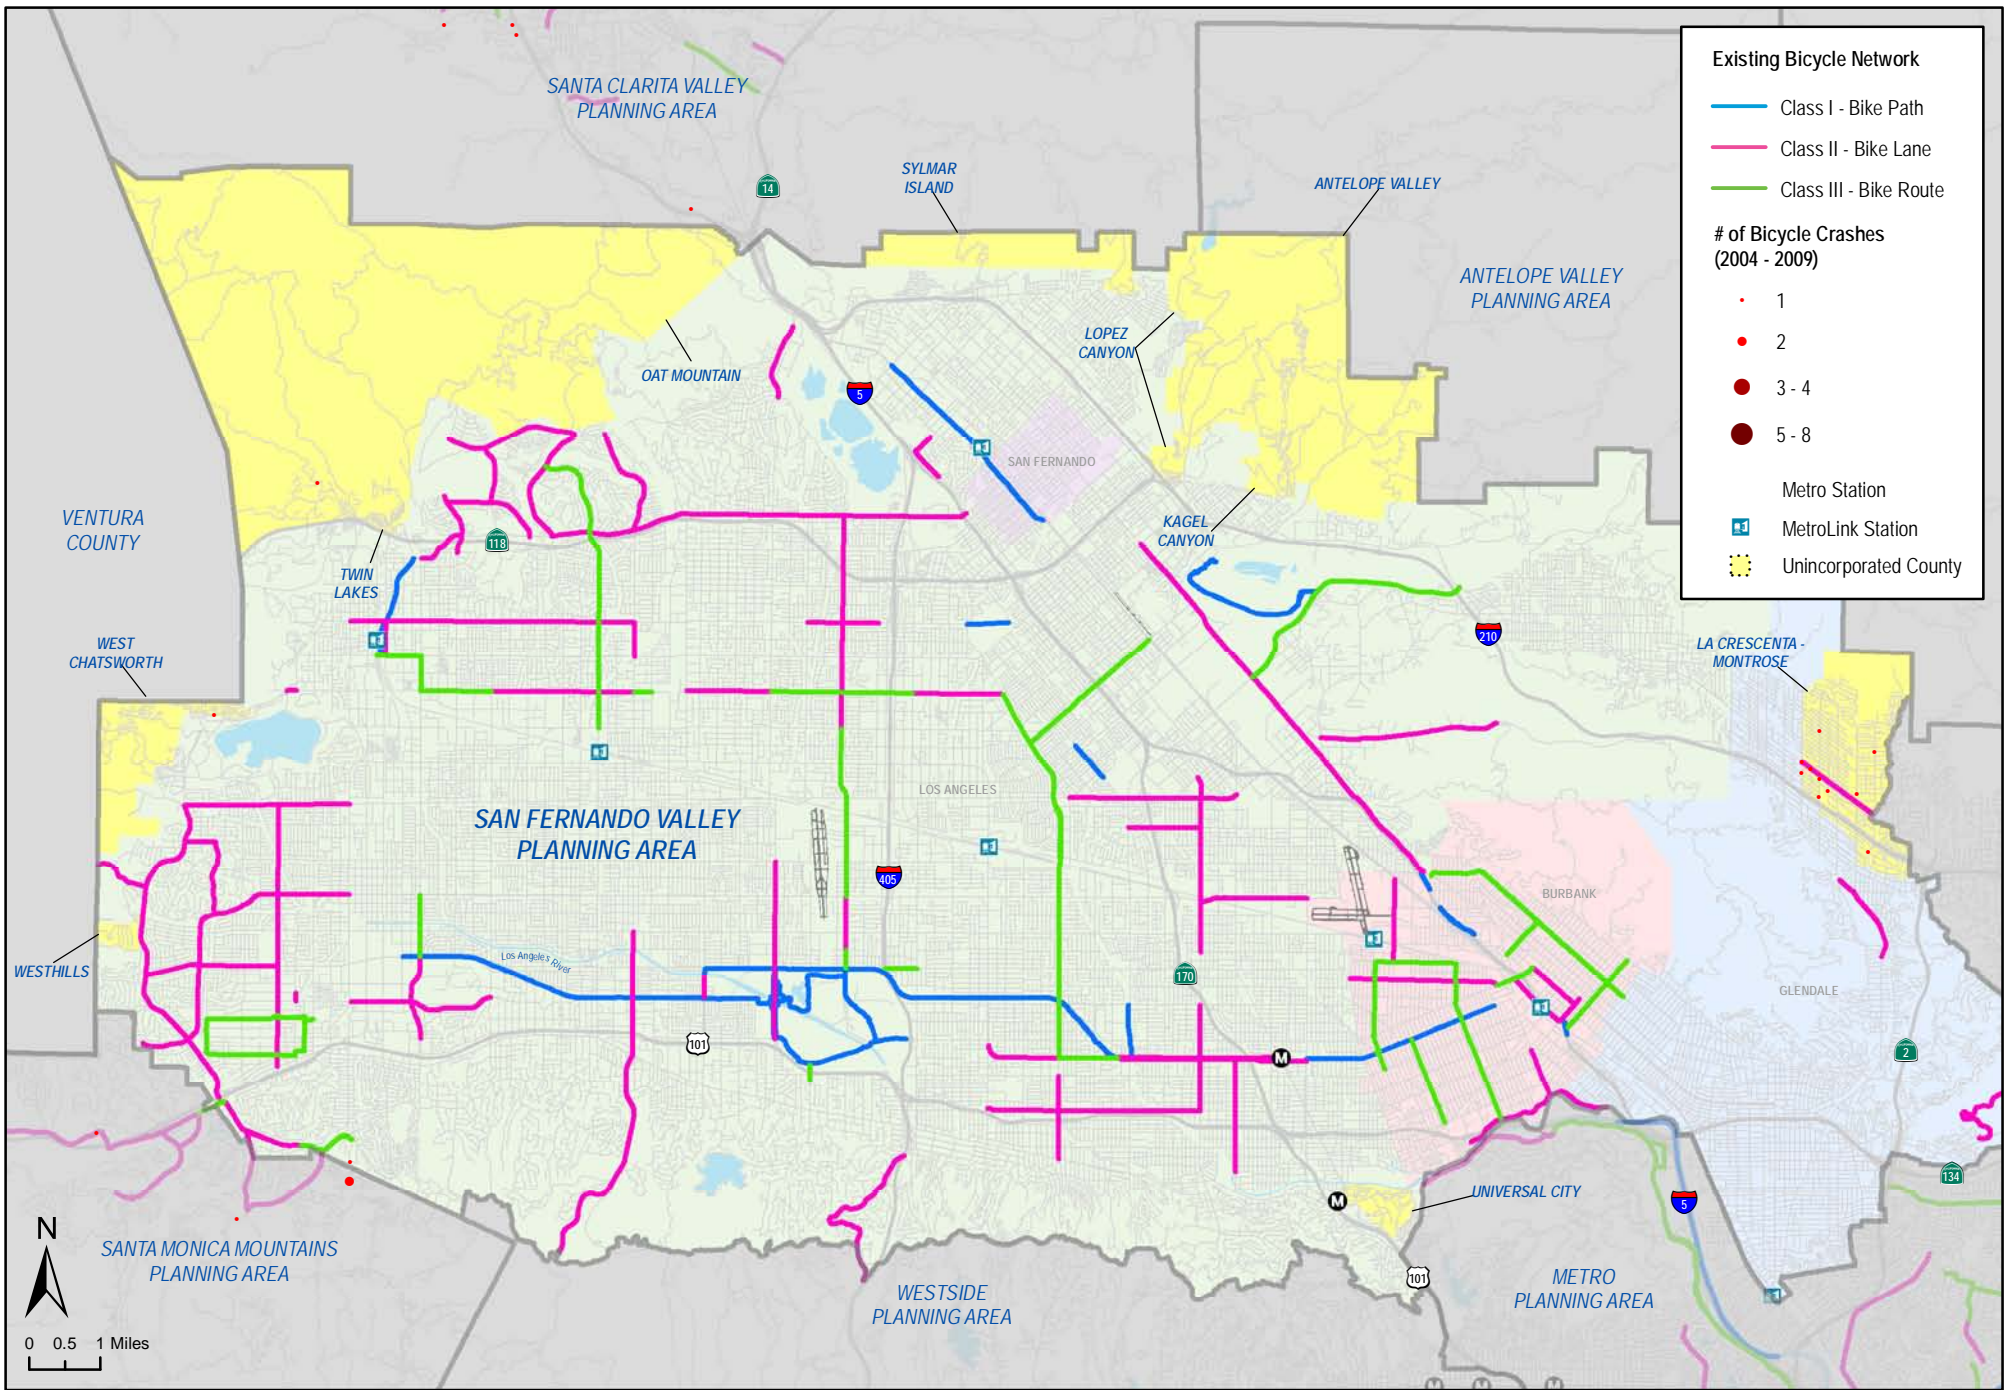 Existing Bicycle Network
Class I - Bike Path
Class II - Bike Lane
Class III - Bike Route
# of Bicycle Crashes
(2004 - 2009)
1
2
3 - 4
5 - 8
Metro Station
MetroLink Station
Unincorporated County
SANTA CLARITA VALLEY
PLANNING AREA
14
SYLMAR
ISLAND
ANTELOPE VALLEY
ANTELOPE VALLEY
PLANNING AREA
LOPEZ
CANYON
OAT MOUNTAIN
5
SAN FERNANDO
VENTURA
COUNTY
118
KAGEL
CANYON
TWIN
LAKES
210
WEST
CHATSWORTH
LA CRESCENTA -
MONTROSE
LOS ANGELES
SAN FERNANDO VALLEY
PLANNING AREA
405
BURBANK
WESTHILLS
Los Angeles River
170
GLENDALE
101
M
2
134
M
UNIVERSAL CITY
5
N
SANTA MONICA MOUNTAINS
PLANNING AREA
101
WESTSIDE
PLANNING AREA
METRO
PLANNING AREA
0 0.5 1 Miles
M M M